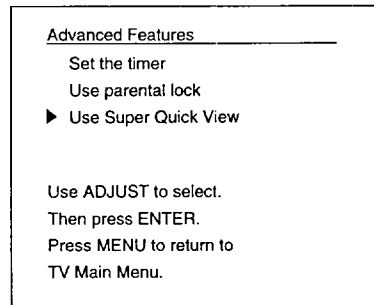 Advanced Features
Set the timer
Use parental lock
▶ Use Super Quick View
Use ADJUST to select.
Then press ENTER.
Press MENU to return to
TV Main Menu.